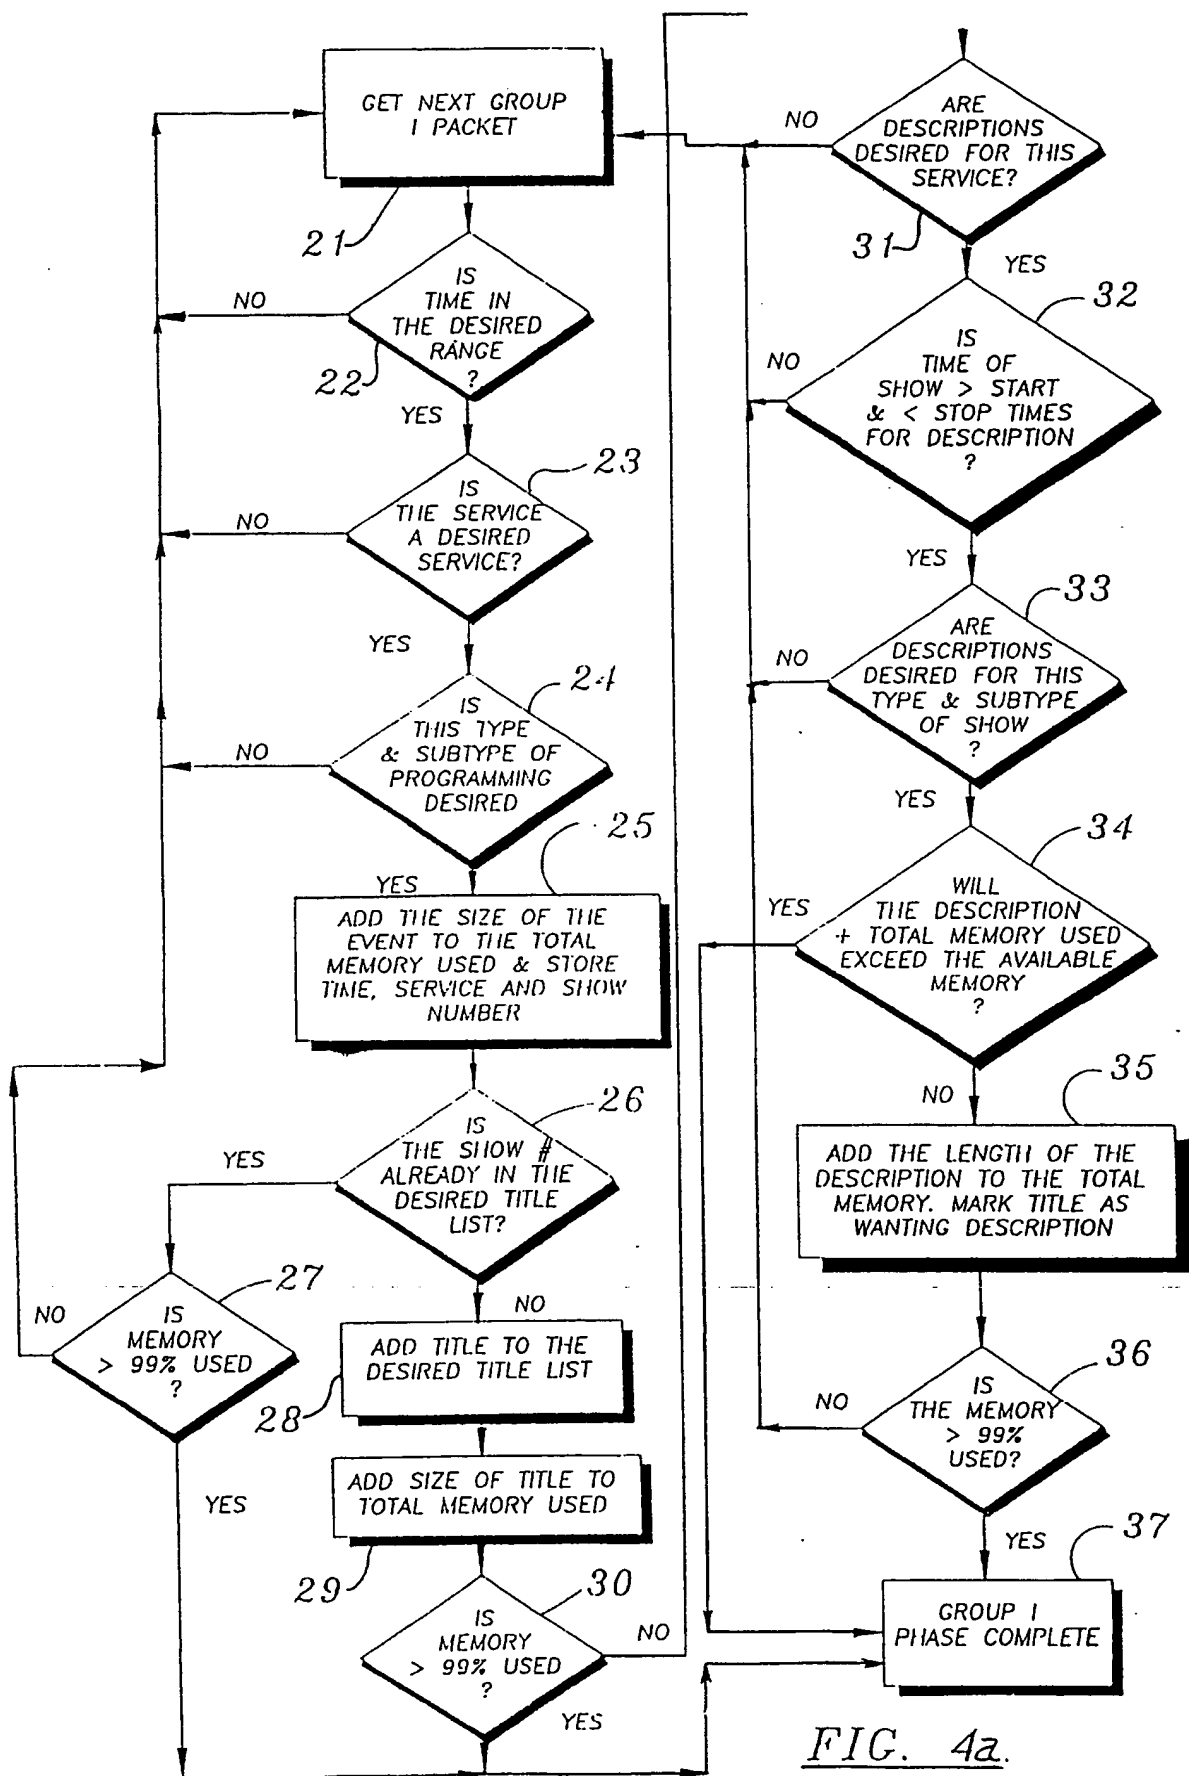 GET NEXT GROUP
1 PACKET
21
IS
TIME IN
THE DESIRED
RANGE
?
22
NO
YES
23
IS
THE SERVICE
A DESIRED
SERVICE?
NO
YES
24
IS
THIS TYPE
& SUBTYPE OF
PROGRAMMING
DESIRED
NO
YES
25
ADD THE SIZE OF THE
EVENT TO THE TOTAL
MEMORY USED & STORE
TIME, SERVICE AND SHOW
NUMBER
26
IS
THE SHOW #
ALREADY IN THE
DESIRED TITLE
LIST?
YES
NO
27
IS
MEMORY
> 99% USED
?
NO
YES
ADD TITLE TO THE
DESIRED TITLE LIST
28
ADD SIZE OF TITLE TO
TOTAL MEMORY USED
29
30
IS
MEMORY
> 99% USED
?
NO
YES
ARE
DESCRIPTIONS
DESIRED FOR THIS
SERVICE?
NO
31
YES
32
IS
TIME OF
SHOW > START
& < STOP TIMES
FOR DESCRIPTION
?
NO
YES
33
ARE
DESCRIPTIONS
DESIRED FOR THIS
TYPE & SUBTYPE
OF SHOW
?
NO
YES
34
WILL
THE DESCRIPTION
+ TOTAL MEMORY USED
EXCEED THE AVAILABLE
MEMORY
?
YES
NO
35
ADD THE LENGTH OF THE
DESCRIPTION TO THE TOTAL
MEMORY. MARK TITLE AS
WANTING DESCRIPTION
36
IS
THE MEMORY
> 99%
USED?
NO
YES
37
GROUP 1
PHASE COMPLETE
FIG. 4a.